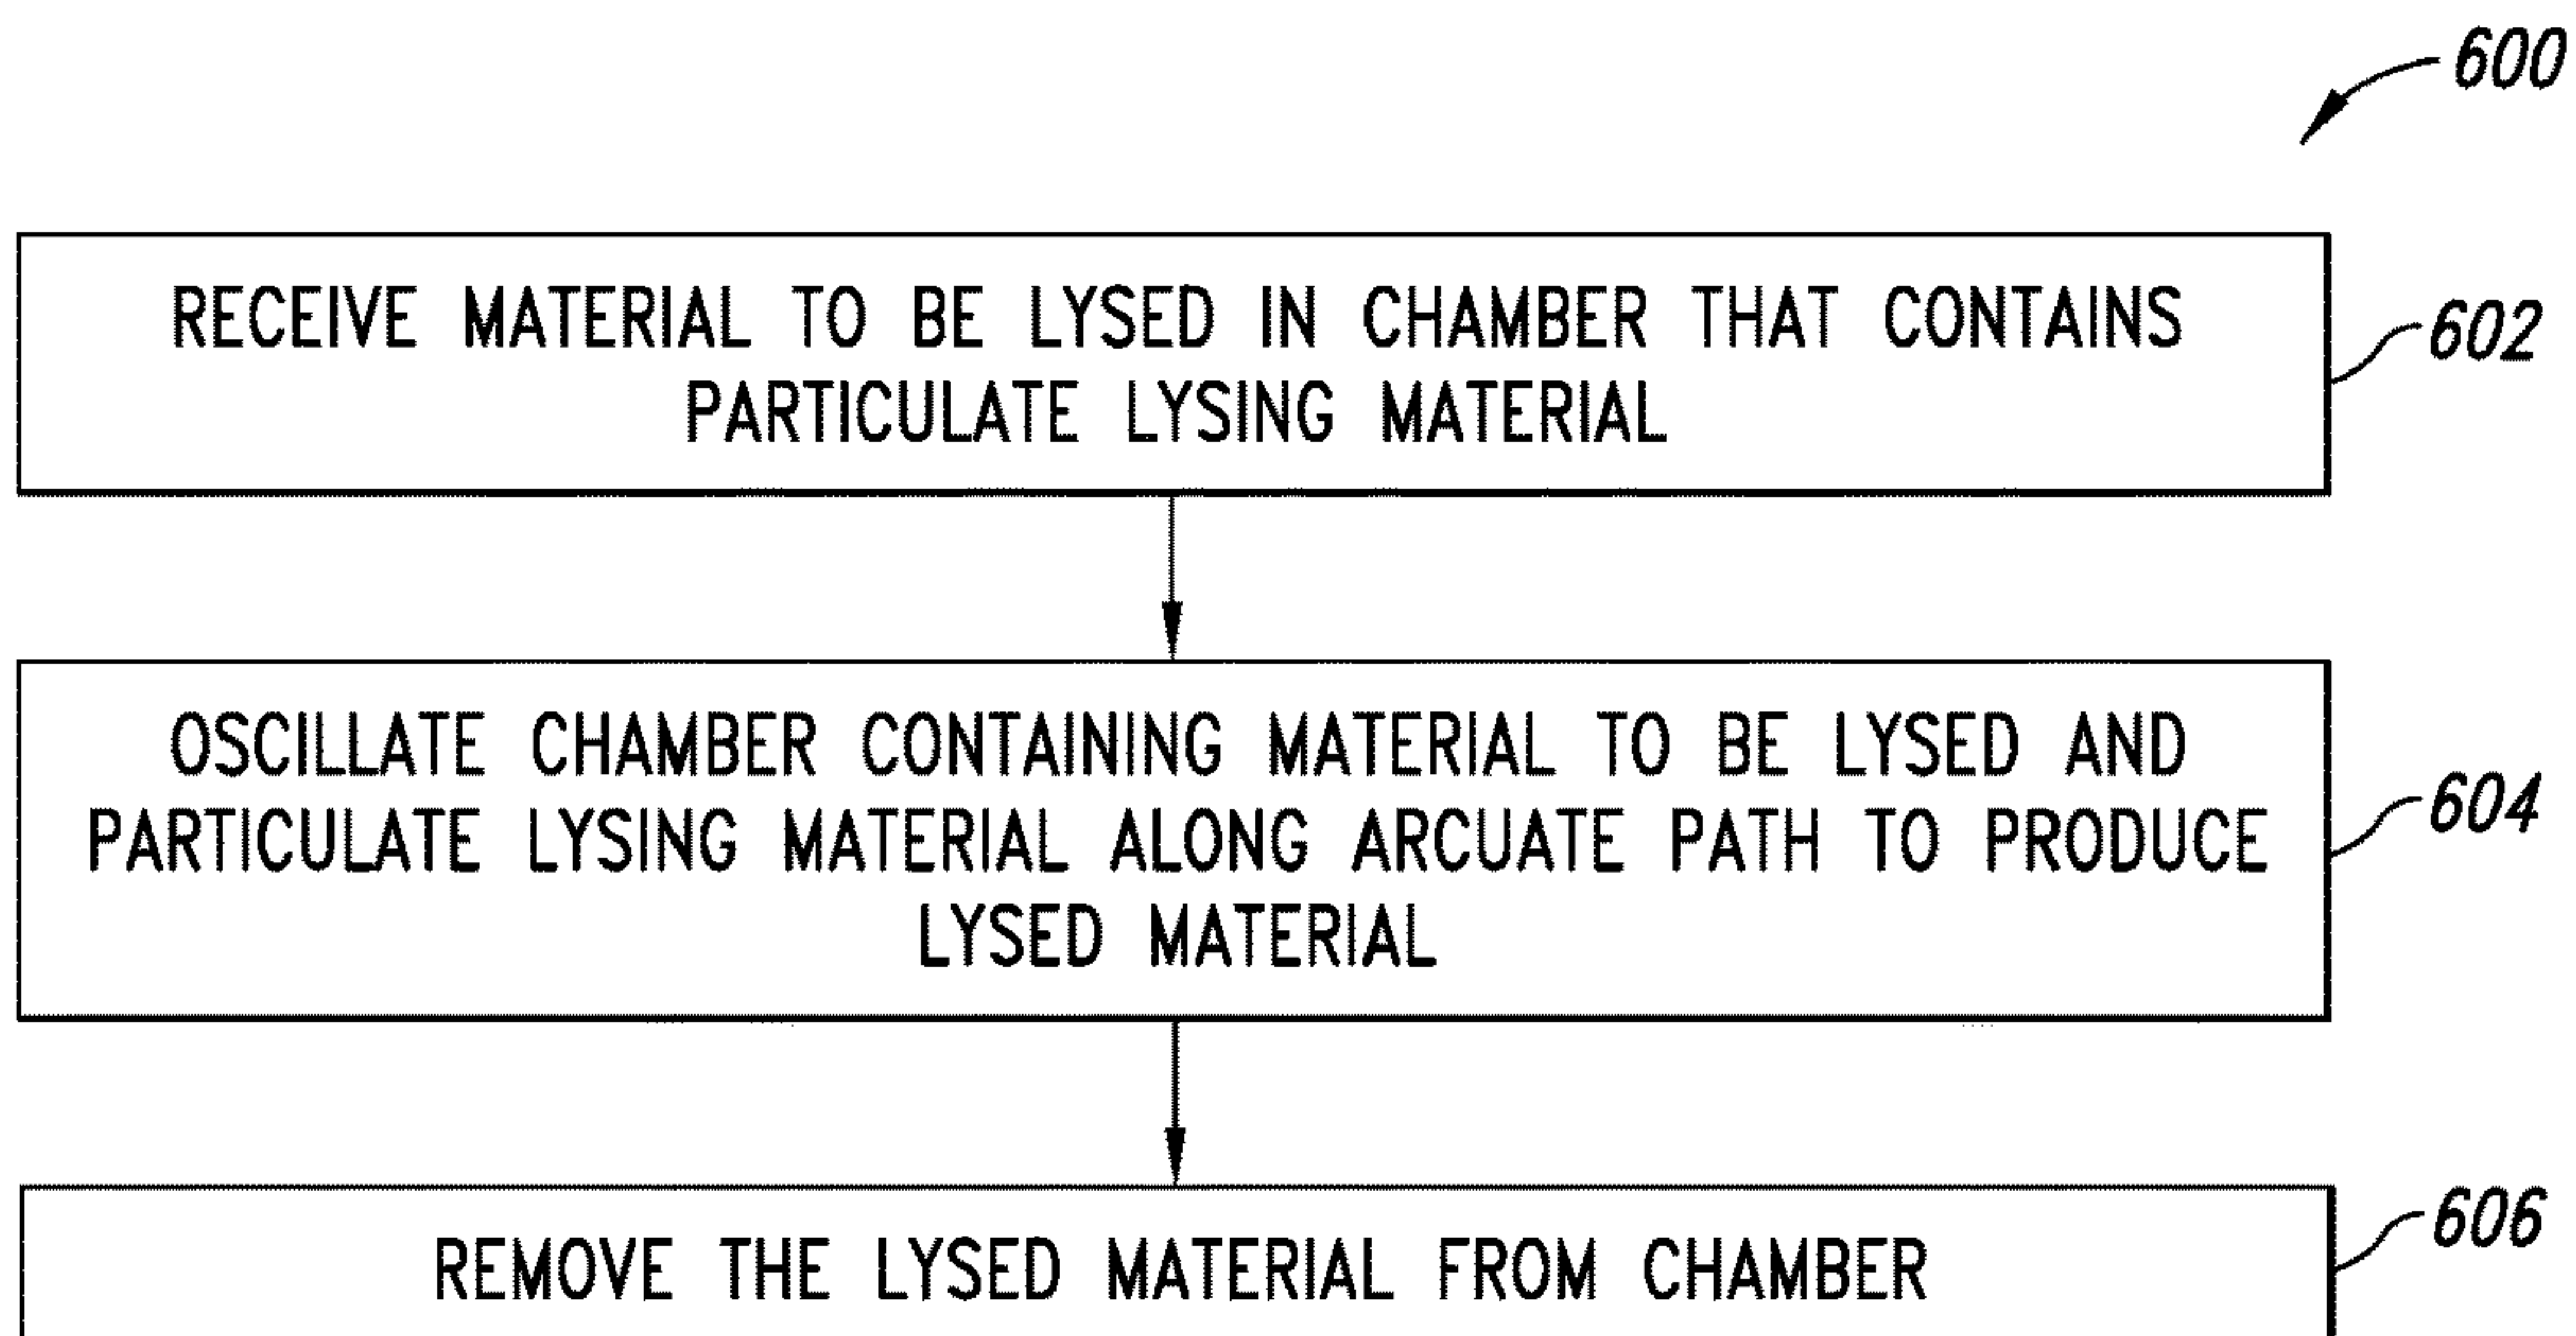 600
RECEIVE MATERIAL TO BE LYSED IN CHAMBER THAT CONTAINS
PARTICULATE LYSING MATERIAL
602
OSCILLATE CHAMBER CONTAINING MATERIAL TO BE LYSED AND
PARTICULATE LYSING MATERIAL ALONG ARCUATE PATH TO PRODUCE
LYSED MATERIAL
604
REMOVE THE LYSED MATERIAL FROM CHAMBER
606